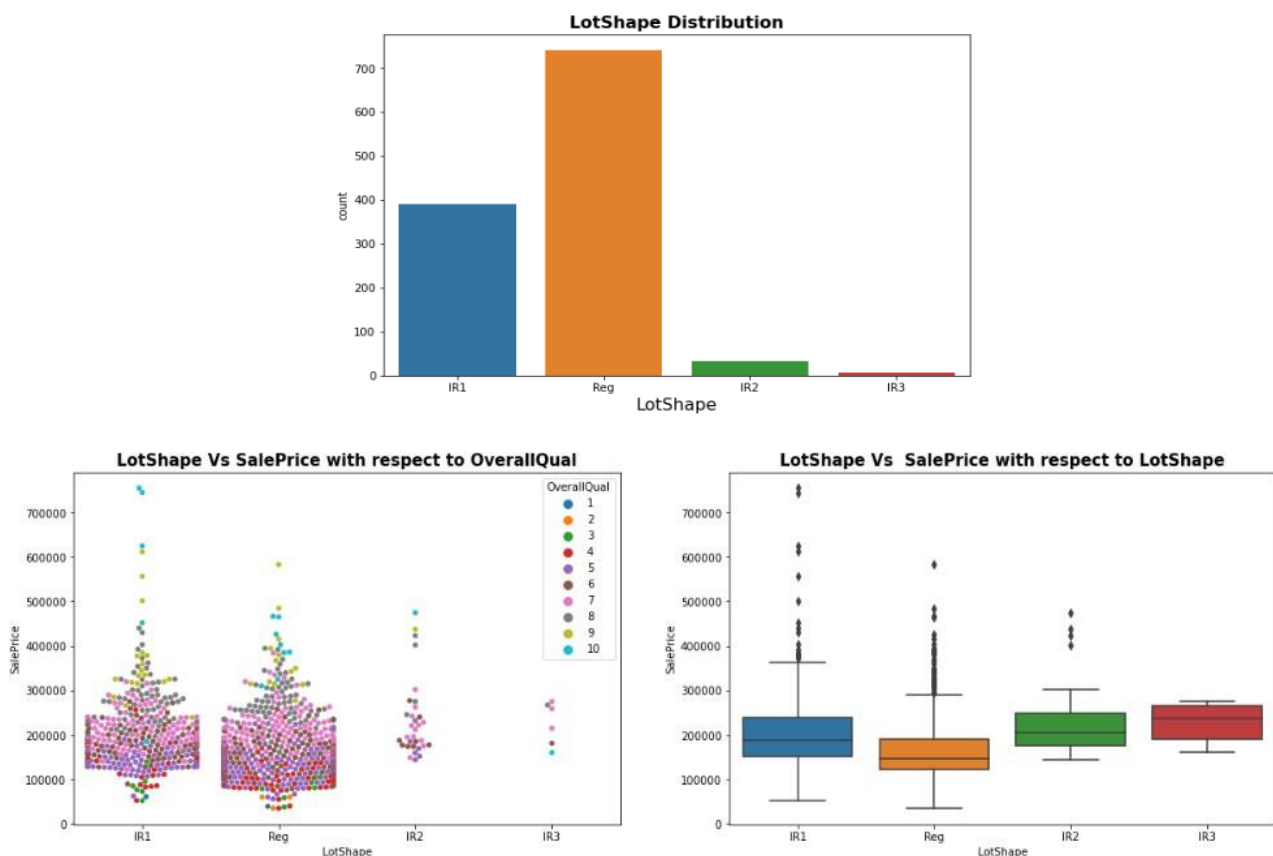 LotShape Distribution
700
600
500
400
300
200
100
0
count
IR1 Reg IR2 IR3
LotShape
LotShape Vs SalePrice with respect to OverallQual
700000
600000
500000
400000
300000
200000
100000
0
SalePrice
OverallQual
1
2
3
4
5
6
7
8
9
10
IR1 Reg IR2 IR3
LotShape
LotShape Vs  SalePrice with respect to LotShape
700000
600000
500000
400000
300000
200000
100000
0
SalePrice
IR1 Reg IR2 IR3
LotShape